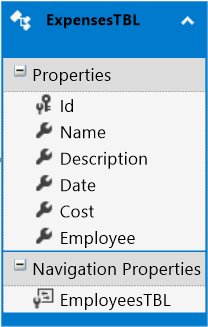 ExpensesTBL
Properties
Id
Name
Description
Date
Cost
Employee
Navigation Properties
EmployeesTBL